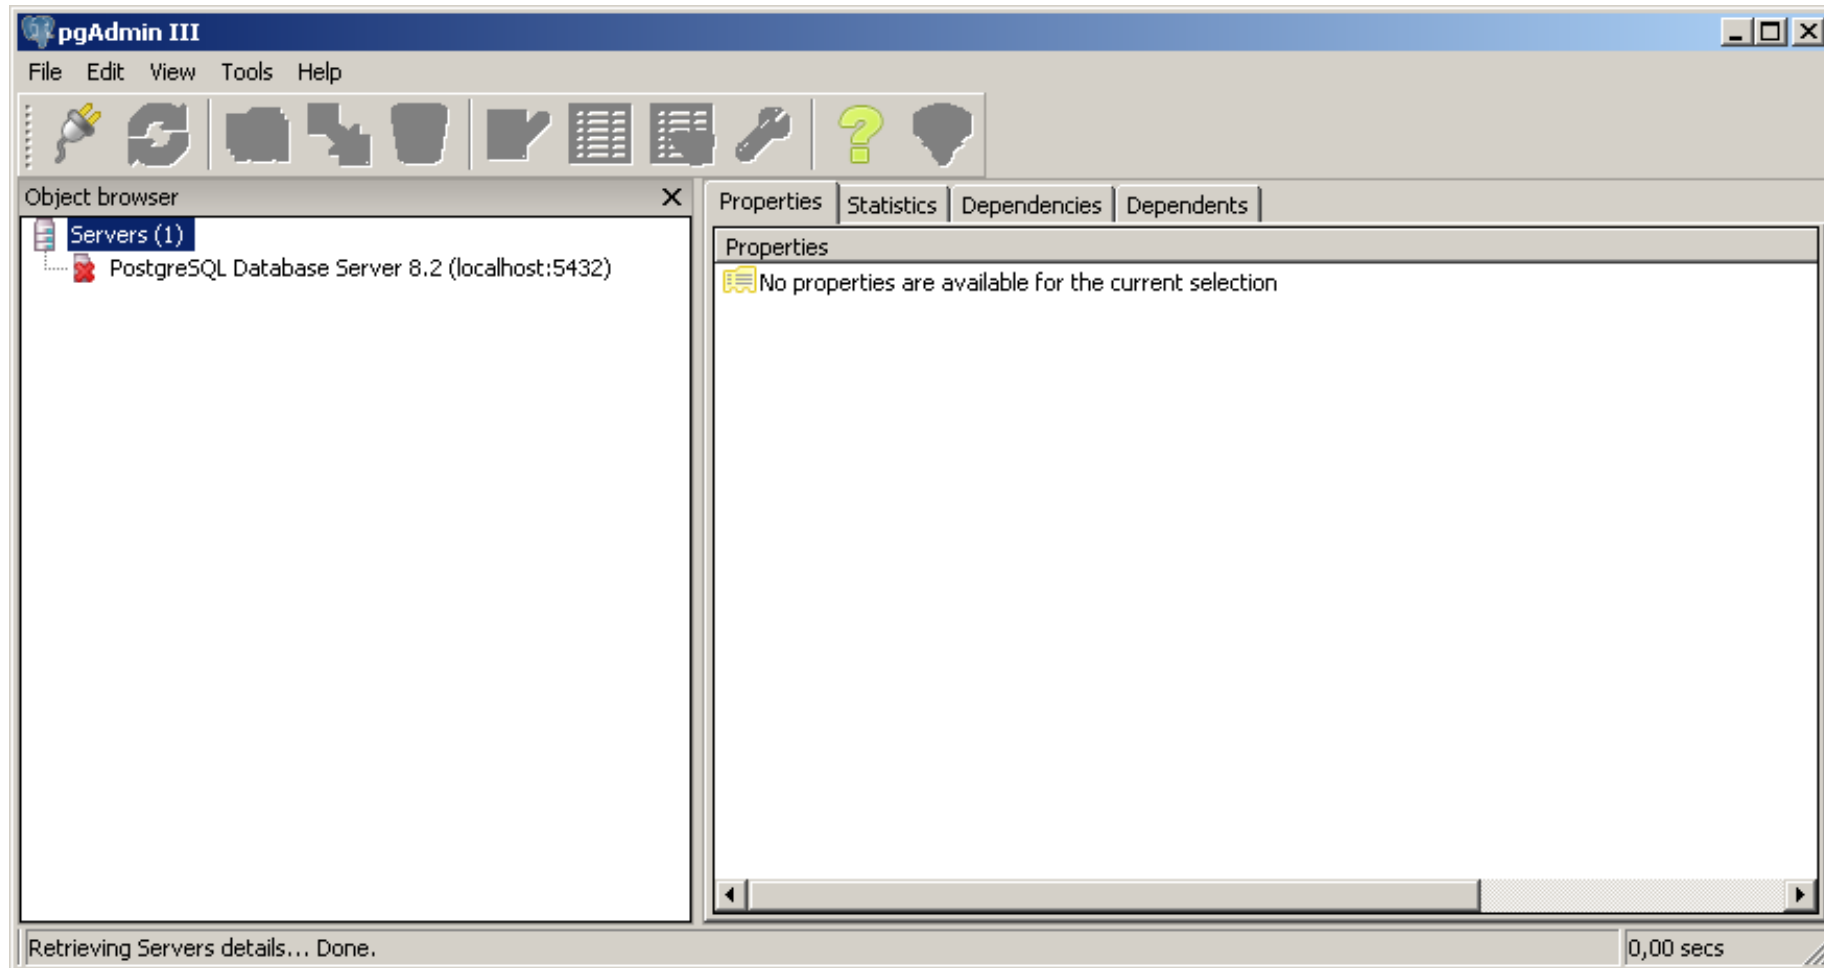 pgAdmin III
File Edit View Tools Help
Object browser
Servers (1)
PostgreSQL Database Server 8.2 (localhost:5432)
Properties Statistics Dependencies Dependents
Properties
No properties are available for the current selection
Retrieving Servers details... Done.
0,00 secs